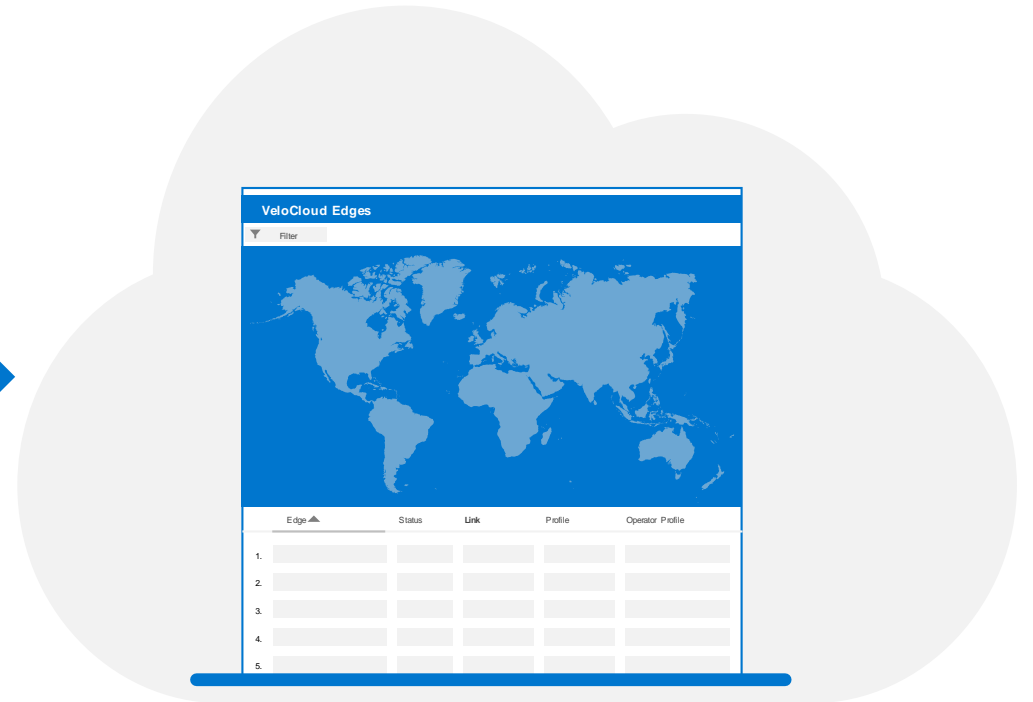 VeloCloud Edges
Filter
Edge Status Link Profile Operator Profile
1.
2.
3.
4.
5.